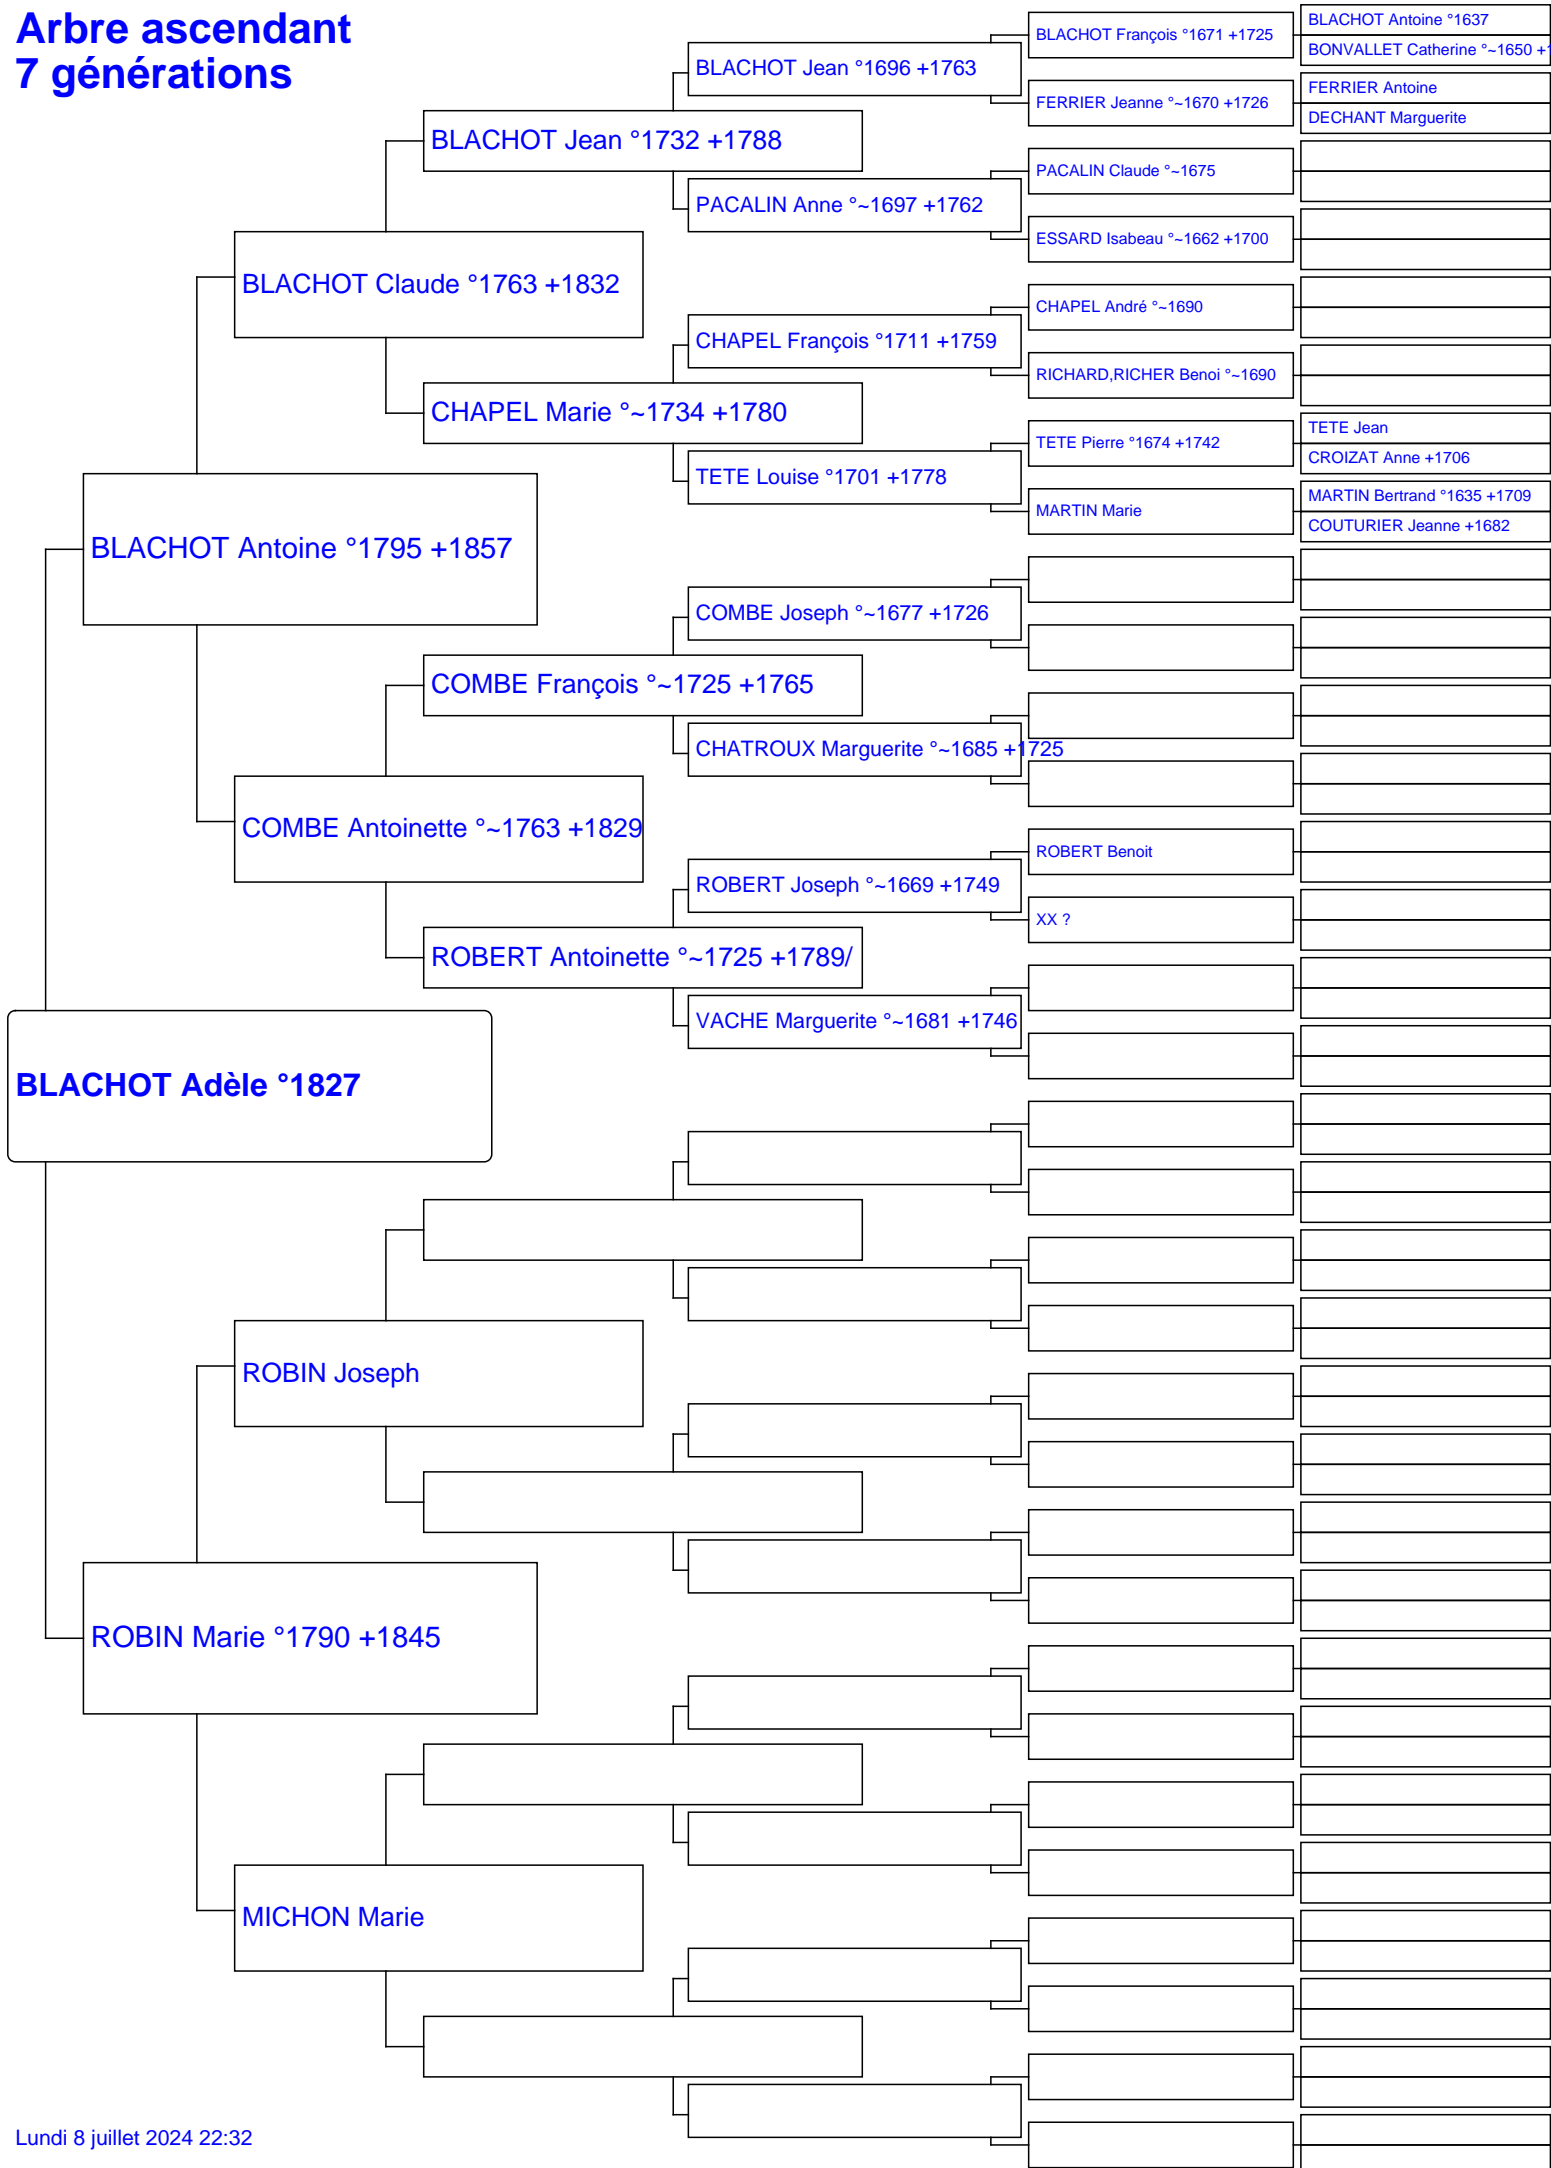 Arbre ascendant
7 générations
BLACHOT François °1671 +1725
BLACHOT Antoine °1637
BONVALLET Catherine °~1650 +1
BLACHOT Jean °1696 +1763
FERRIER Jeanne °~1670 +1726
FERRIER Antoine
DECHANT Marguerite
BLACHOT Jean °1732 +1788
PACALIN Claude °~1675
PACALIN Anne °~1697 +1762
ESSARD Isabeau °~1662 +1700
BLACHOT Claude °1763 +1832
CHAPEL André °~1690
CHAPEL François °1711 +1759
RICHARD,RICHER Benoi °~1690
CHAPEL Marie °~1734 +1780
TETE Pierre °1674 +1742
TETE Jean
CROIZAT Anne +1706
TETE Louise °1701 +1778
MARTIN Marie
MARTIN Bertrand °1635 +1709
COUTURIER Jeanne +1682
BLACHOT Antoine °1795 +1857
COMBE Joseph °~1677 +1726
COMBE François °~1725 +1765
CHATROUX Marguerite °~1685 +1725
COMBE Antoinette °~1763 +1829
ROBERT Benoit
ROBERT Joseph °~1669 +1749
XX ?
ROBERT Antoinette °~1725 +1789/
VACHE Marguerite °~1681 +1746
BLACHOT Adèle °1827
ROBIN Joseph
ROBIN Marie °1790 +1845
MICHON Marie
Lundi 8 juillet 2024 22:32